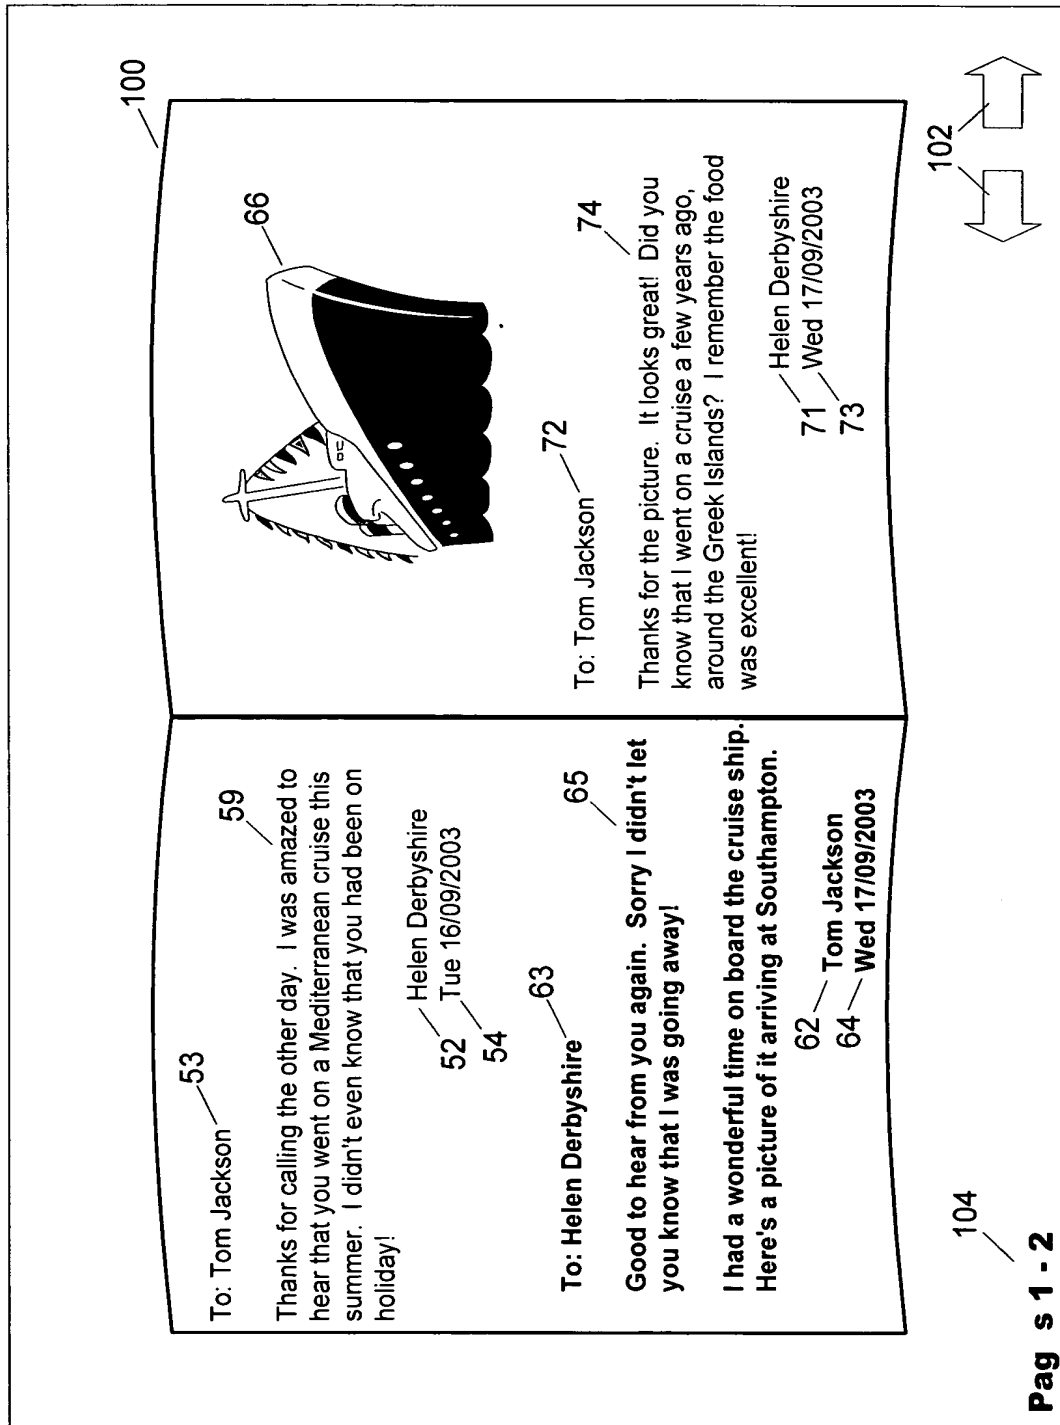 100
53
To: Tom Jackson
59
Thanks for calling the other day.  I was amazed to
hear that you went on a Mediterranean cruise this
summer.  I didn't even know that you had been on
holiday!
52
Helen Derbyshire
54
Tue 16/09/2003
63
To: Helen Derbyshire
65
Good to hear from you again.  Sorry I didn't let
you know that I was going away!
I had a wonderful time on board the cruise ship.
Here's a picture of it arriving at Southampton.
62
Tom Jackson
64
Wed 17/09/2003
66
72
To: Tom Jackson
74
Thanks for the picture.  It looks great!  Did you
know that I went on a cruise a few years ago,
around the Greek Islands?  I remember the food
was excellent!
71
Helen Derbyshire
73
Wed 17/09/2003
104
Pag s 1 - 2
102